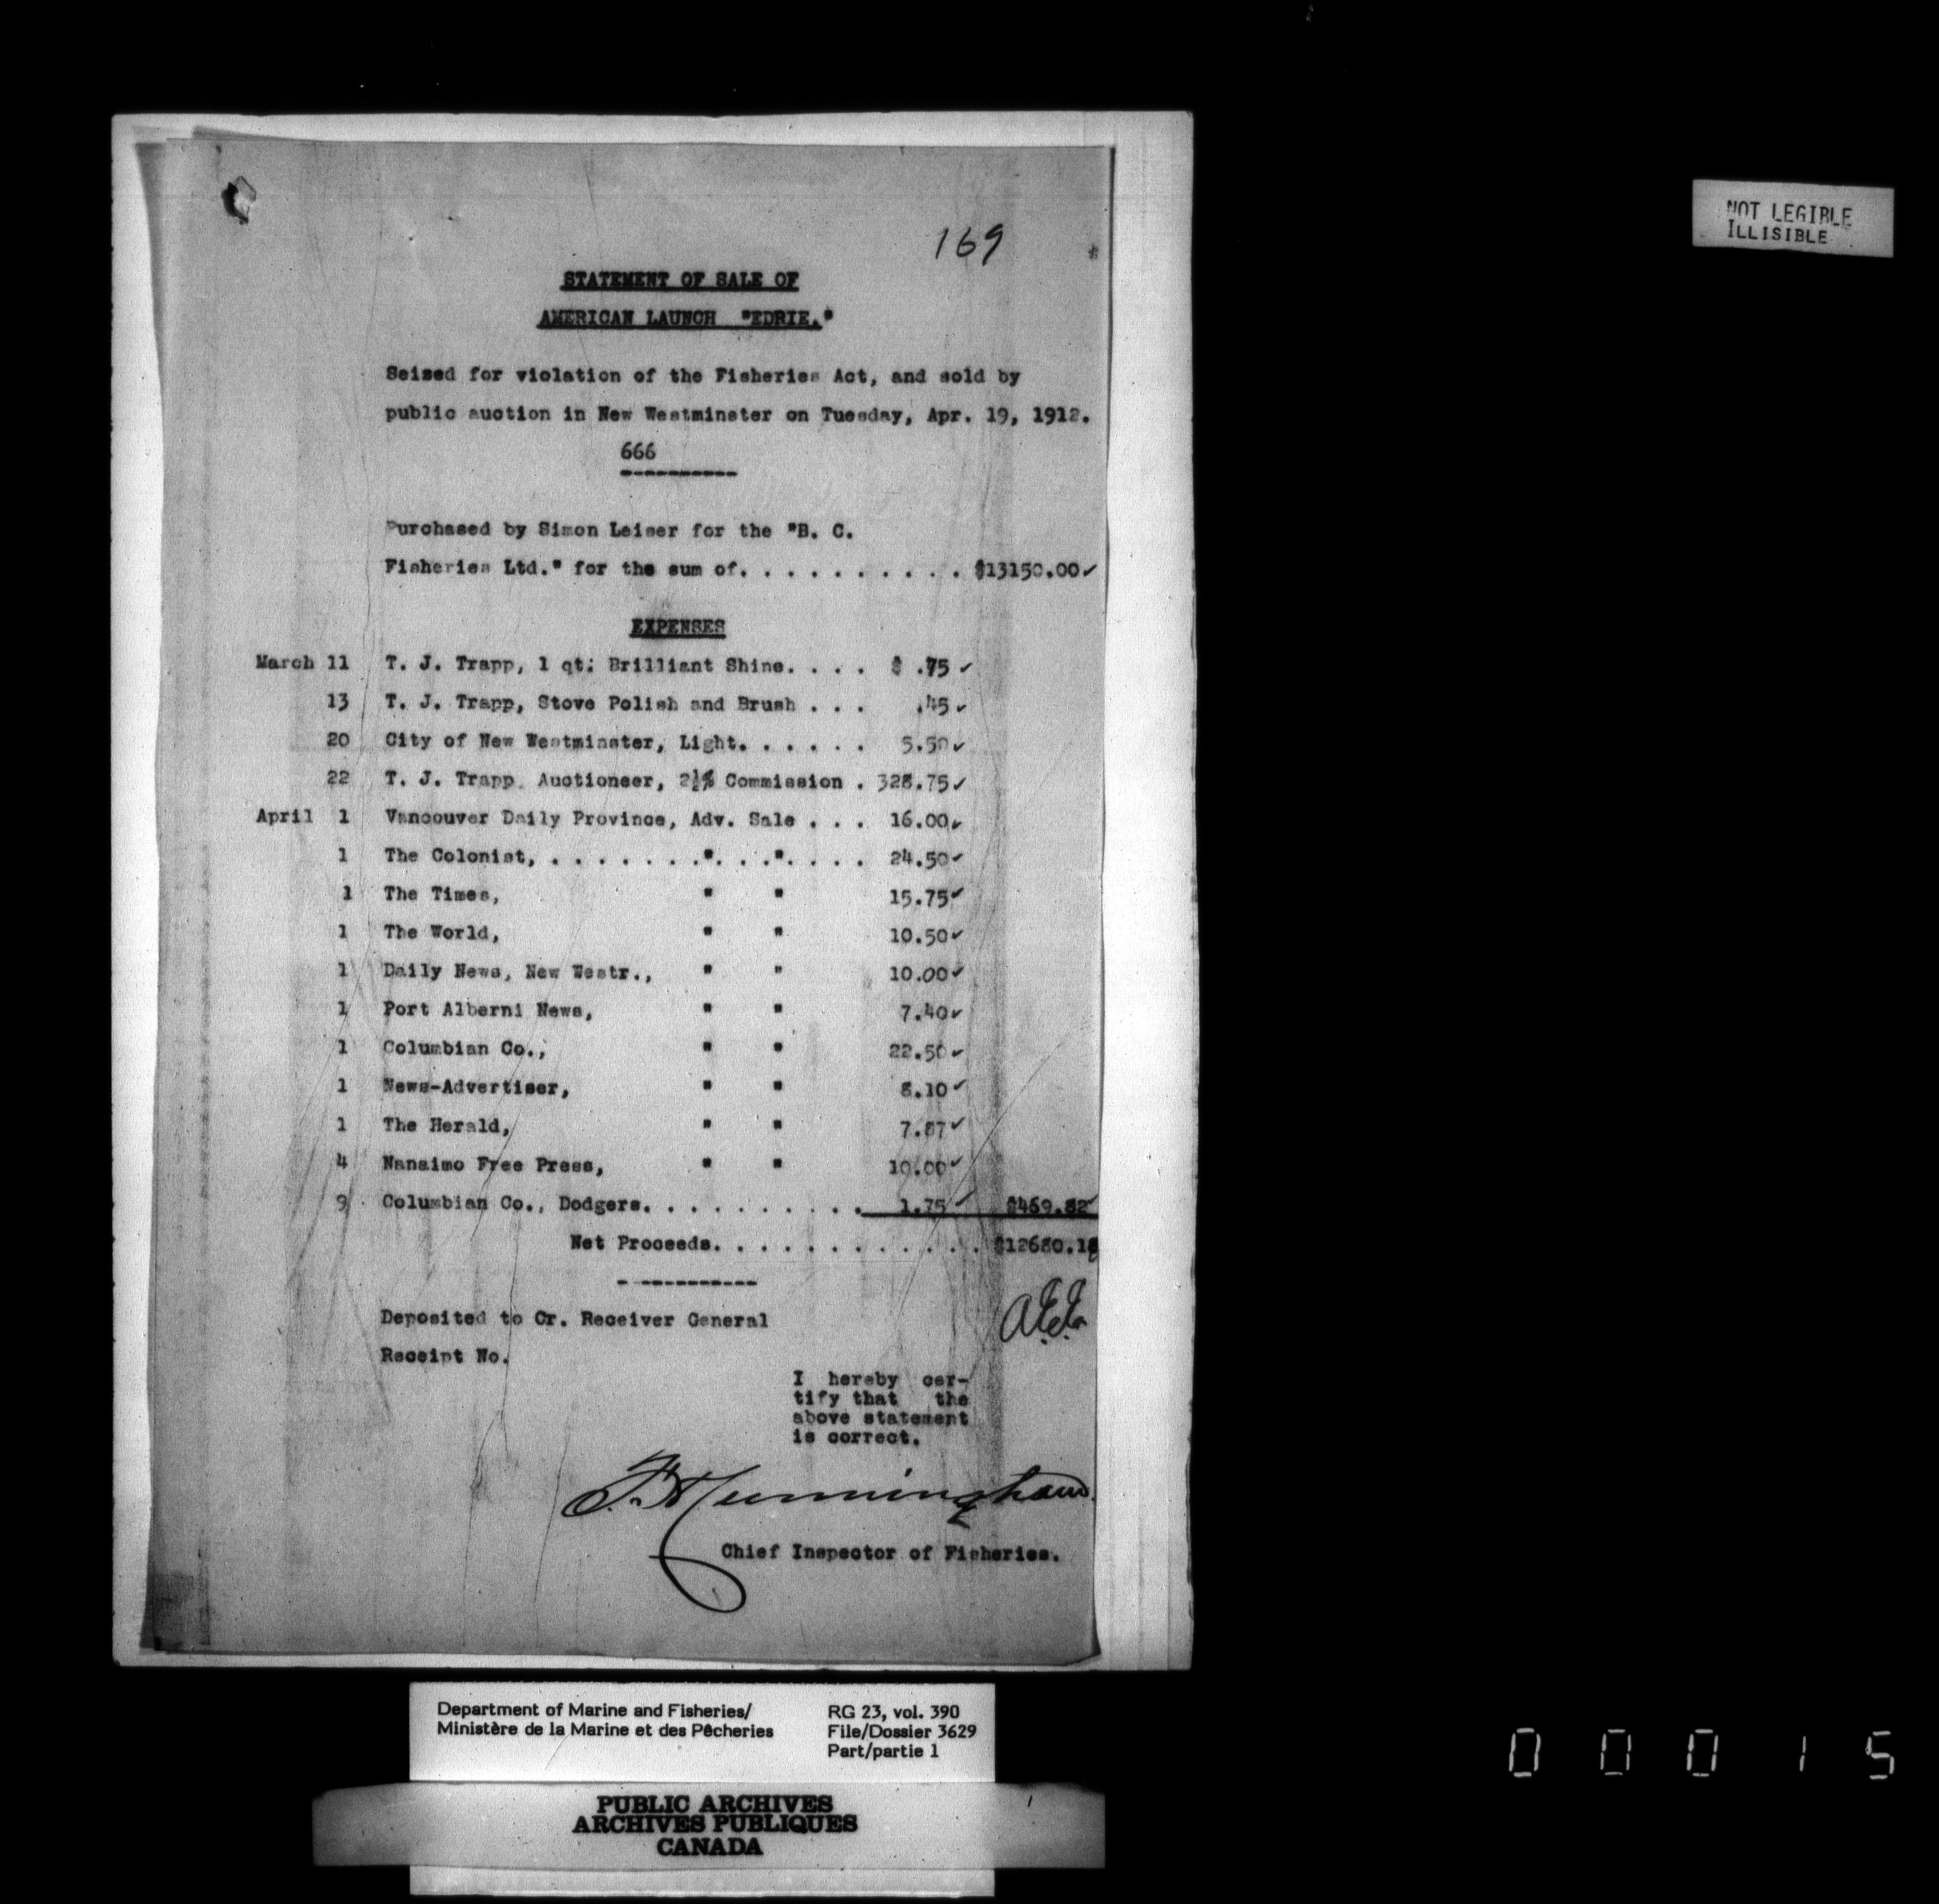 169
STATEMENT OF SALE OF
AMERICAN LAUNCH "EDRIE."
Seized for violation of the Fisheries Act, and sold by
public auction in New Westminster on Tuesday, Apr. 19, 1912.
666
-----------
Purchased by Simon Leiser for the "B. C.
Fisheries Ltd." for the sum of. . . . . . . . . . $13150.00 ✓
EXPENSES
March 11 T. J. Trapp, 1 qt. Brilliant Shine. . . . $ .75 ✓
13 T. J. Trapp, Stove Polish and Brush . . . .45 ✓
20 City of New Westminster, Light. . . . . . 5.50 ✓
22 T. J. Trapp, Auctioneer, 2½% Commission . 328.75 ✓
April 1 Vancouver Daily Province, Adv. Sale . . . 16.00 ✓
1 The Colonist, . . . . . . . " . . . " . . . . 24.50 ✓
1 The Times, " " 15.75 ✓
1 The World, " " 10.50 ✓
1 Daily News, New Westr., " " 10.00 ✓
1 Port Alberni News, " " 7.40 ✓
1 Columbian Co., " " 22.50 ✓
1 News-Advertiser, " " 8.10 ✓
1 The Herald, " " 7.87 ✓
4 Nanaimo Free Press, " " 10.00 ✓
9 Columbian Co., Dodgers. . . . . . . . . . 1.75 ✓ $469.82 ✓
Net Proceeds. . . . . . . . . . . . $12680.18
- -----------
Deposited to Cr. Receiver General
Receipt No.
I hereby cer-
tify that the
above statement
is correct.
F. H. Cunningham
Chief Inspector of Fisheries.
NOT LEGIBLE
ILLISIBLE
Department of Marine and Fisheries/
Ministère de la Marine et des Pêcheries
RG 23, vol. 390
File/Dossier 3629
Part/partie 1
PUBLIC ARCHIVES
ARCHIVES PUBLIQUES
CANADA
00015